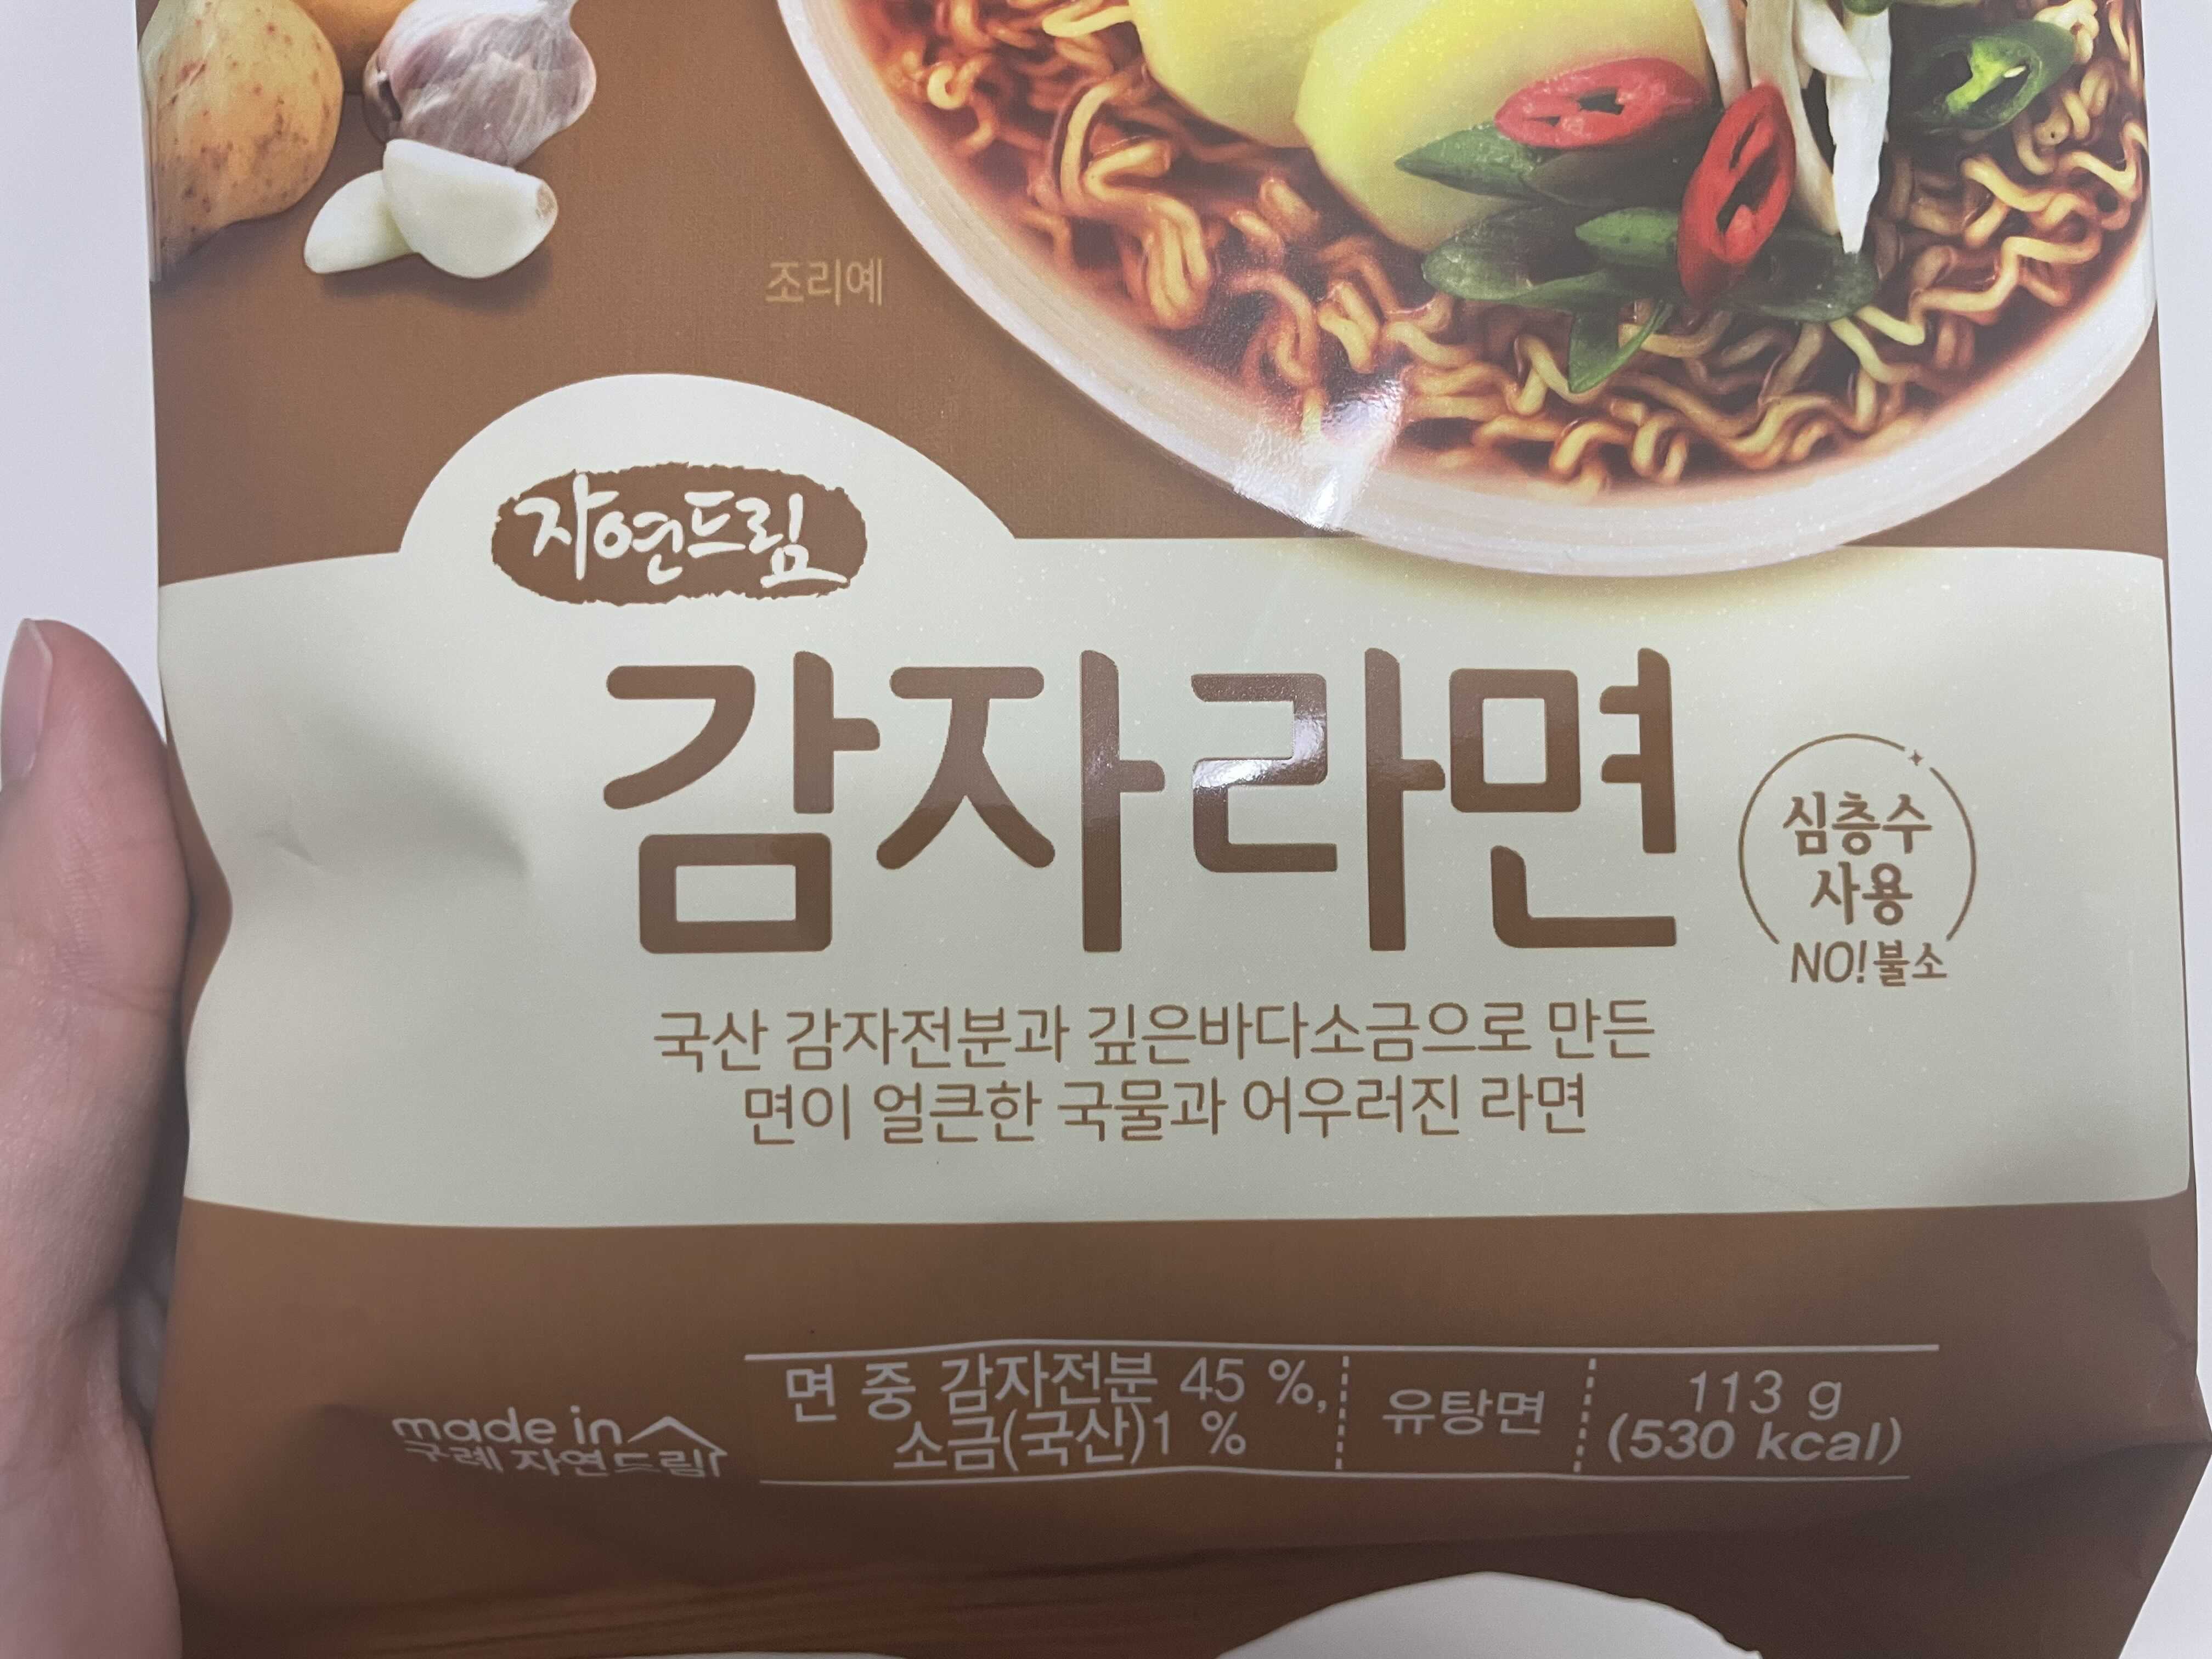 조리예
자연드림
감자라면
심층수
사용
NO!불소
국산 감자전분과 깊은바다소금으로 만든
면이 얼큰한 국물과 어우러진 라면
made in
구례 자연드림
면 중 감자전분 45 %,
소금(국산)1 %
유탕면
113 g
(530 kcal)